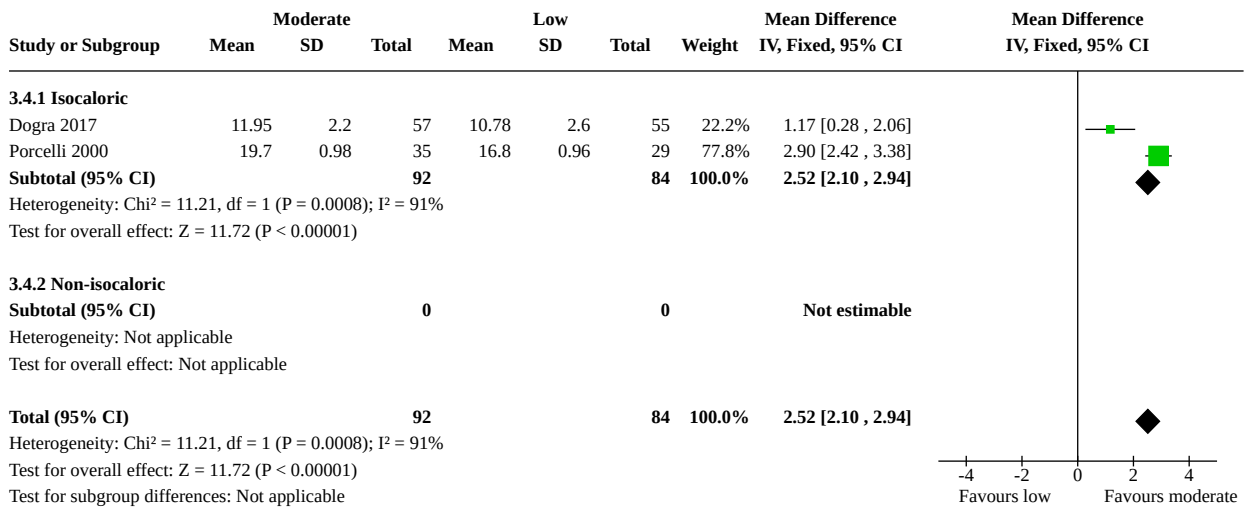 Moderate Low Mean Difference Mean Difference
Study or Subgroup Mean SD Total Mean SD Total Weight IV, Fixed, 95% CI IV, Fixed, 95% CI
3.4.1 Isocaloric
Dogra 2017 11.95 2.2 57 10.78 2.6 55 22.2% 1.17 [0.28 , 2.06]
Porcelli 2000 19.7 0.98 35 16.8 0.96 29 77.8% 2.90 [2.42 , 3.38]
Subtotal (95% CI) 92 84 100.0% 2.52 [2.10 , 2.94]
Heterogeneity: Chi² = 11.21, df = 1 (P = 0.0008); I² = 91%
Test for overall effect: Z = 11.72 (P < 0.00001)
3.4.2 Non-isocaloric
Subtotal (95% CI) 0 0 Not estimable
Heterogeneity: Not applicable
Test for overall effect: Not applicable
Total (95% CI) 92 84 100.0% 2.52 [2.10 , 2.94]
Heterogeneity: Chi² = 11.21, df = 1 (P = 0.0008); I² = 91%
Test for overall effect: Z = 11.72 (P < 0.00001)
-4 -2 0 2 4
Test for subgroup differences: Not applicable Favours low Favours moderate